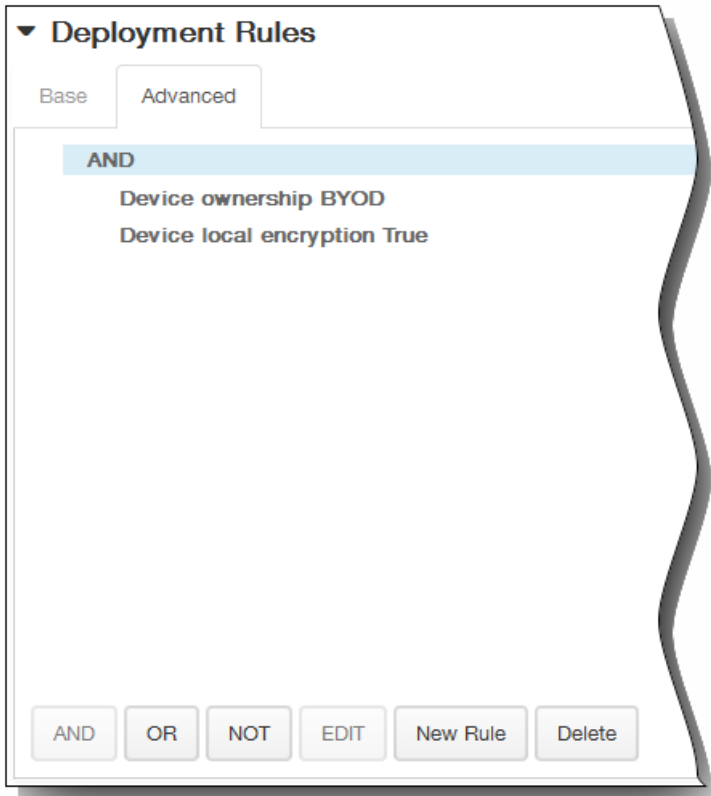 Deployment Rules
Base Advanced
AND
Device ownership BYOD
Device local encryption True
AND OR NOT EDIT New Rule Delete